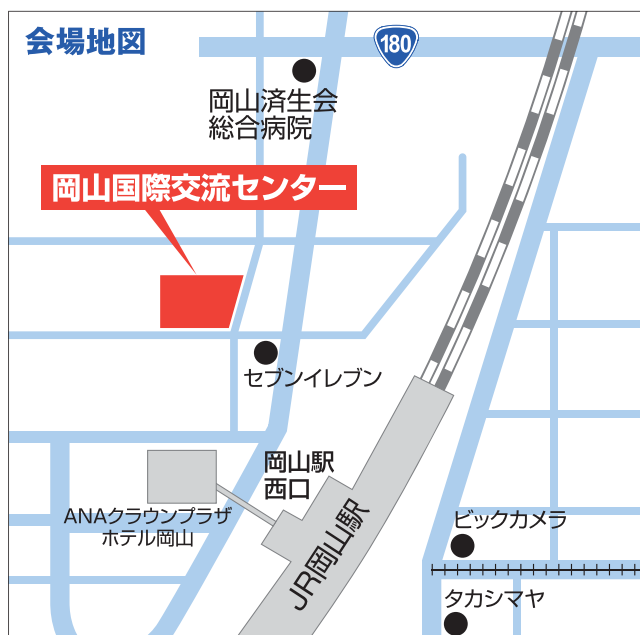 会場地図
180
岡山済生会
総合病院
岡山国際交流センター
セブンイレブン
岡山駅
西口
ANAクラウンプラザ
ホテル岡山
JR岡山駅
ビックカメラ
タカシマヤ